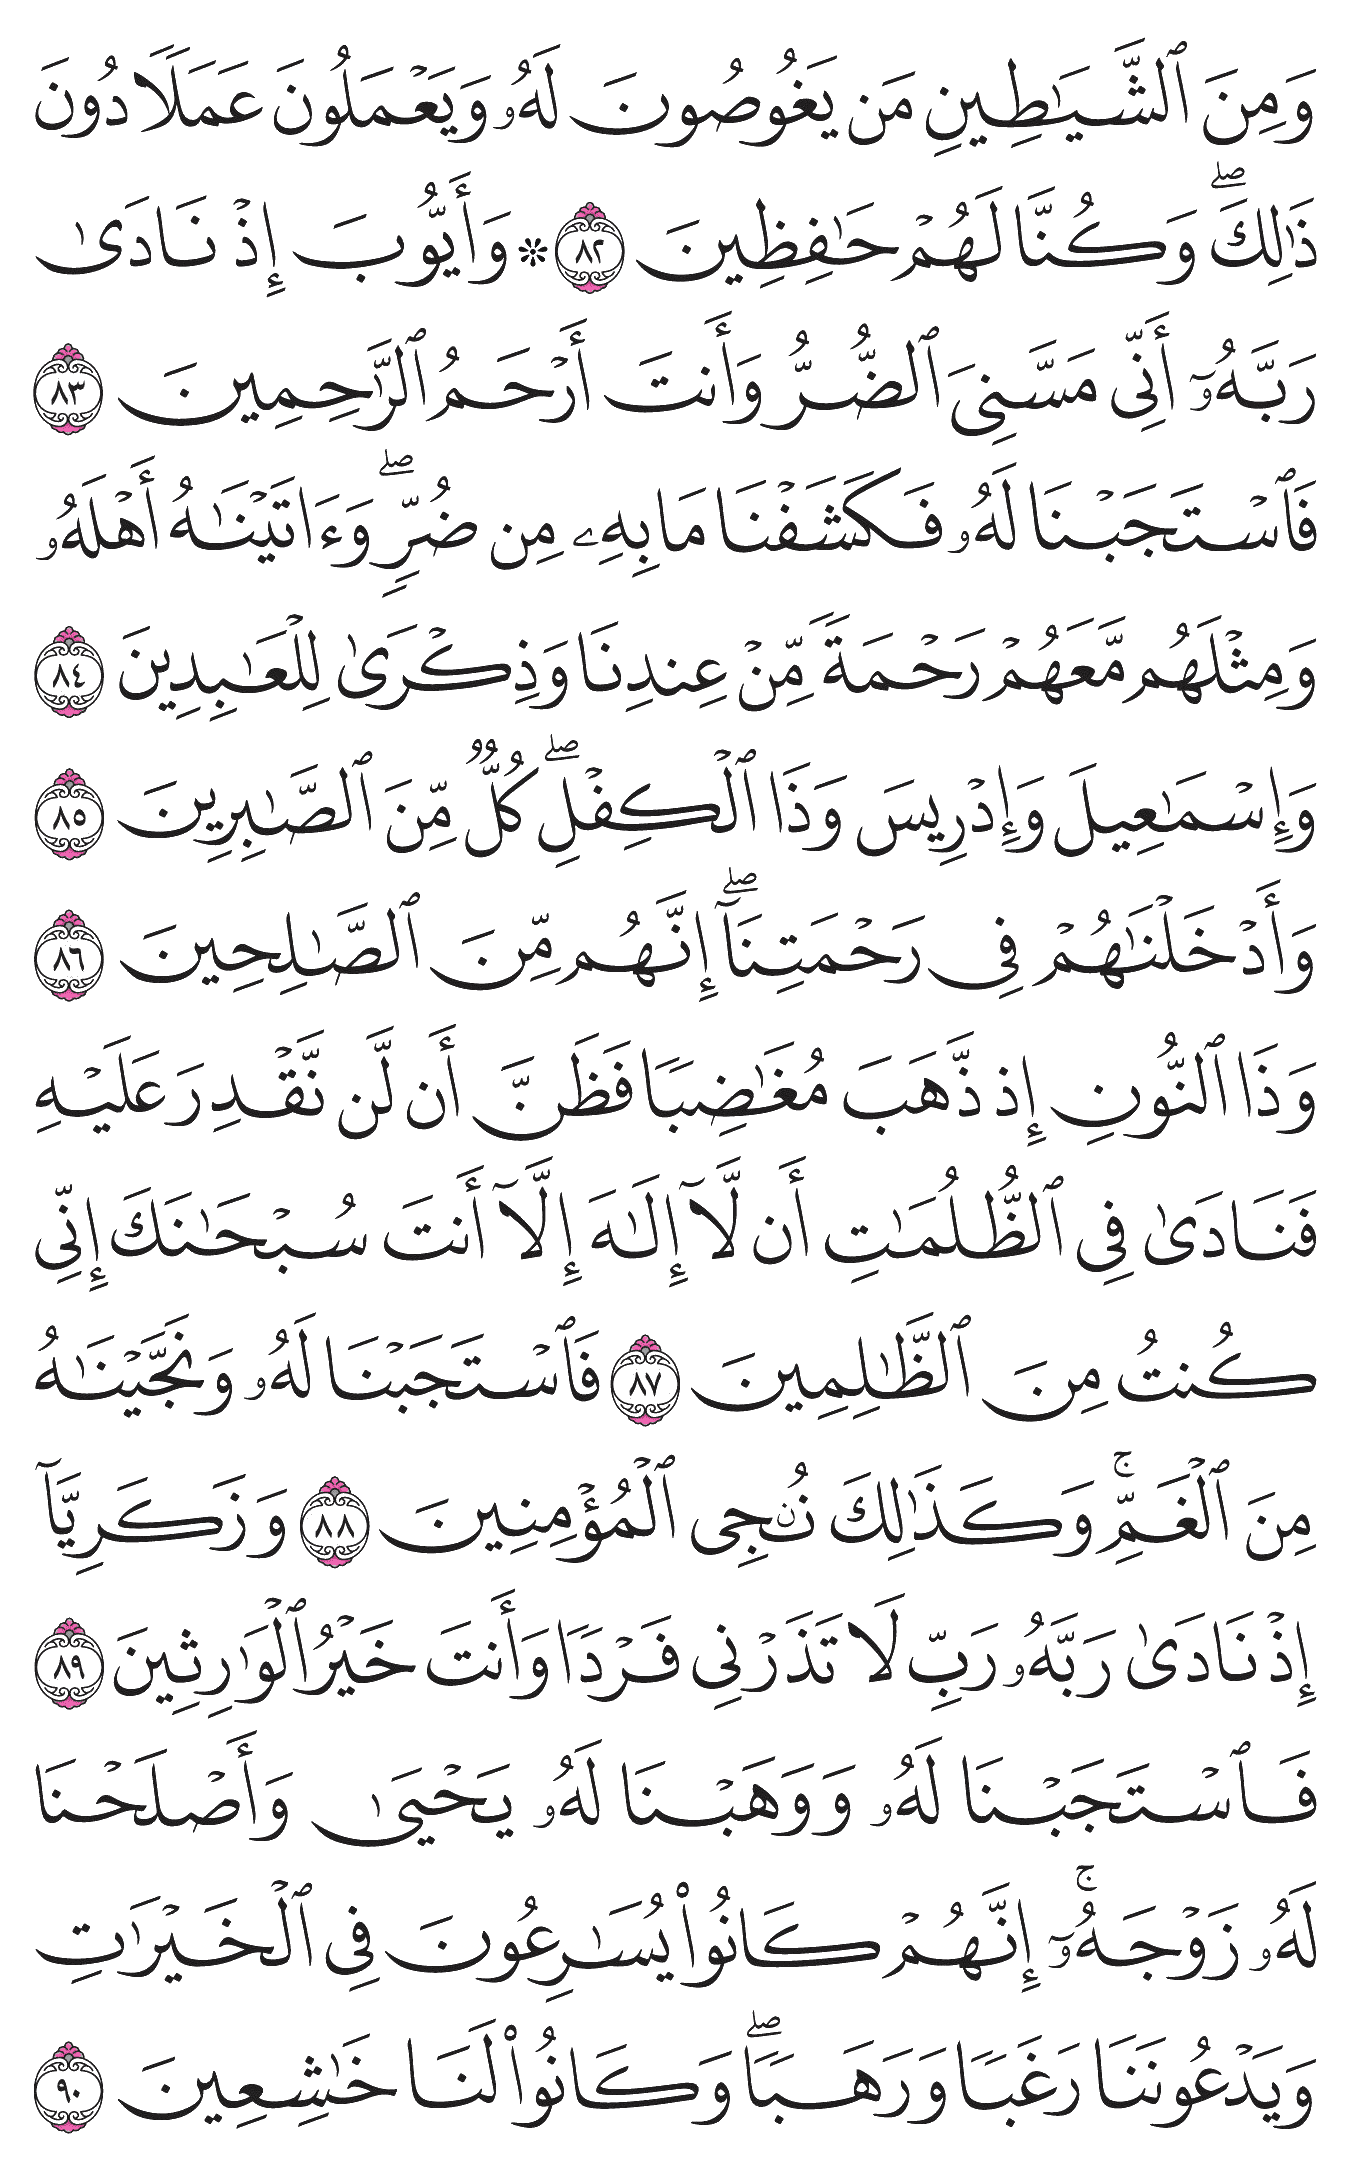 وَمِنَ ٱلشَّيَٰطِينِ مَن يَغُوصُونَ لَهُۥ وَيَعۡمَلُونَ عَمَلٗا دُونَ
ذَٰلِكَۖ وَكُنَّا لَهُمۡ حَٰفِظِينَ ٨٢ ۞ وَأَيُّوبَ إِذۡ نَادَىٰ
رَبَّهُۥٓ أَنِّي مَسَّنِيَ ٱلضُّرُّ وَأَنتَ أَرۡحَمُ ٱلرَّٰحِمِينَ ٨٣
فَٱسۡتَجَبۡنَا لَهُۥ فَكَشَفۡنَا مَا بِهِۦ مِن ضُرّٖۖ وَءَاتَيۡنَٰهُ أَهۡلَهُۥ
وَمِثۡلَهُم مَّعَهُمۡ رَحۡمَةٗ مِّنۡ عِندِنَا وَذِكۡرَىٰ لِلۡعَٰبِدِينَ ٨٤
وَإِسۡمَٰعِيلَ وَإِدۡرِيسَ وَذَا ٱلۡكِفۡلِۖ كُلّٞ مِّنَ ٱلصَّٰبِرِينَ ٨٥
وَأَدۡخَلۡنَٰهُمۡ فِي رَحۡمَتِنَآۖ إِنَّهُم مِّنَ ٱلصَّٰلِحِينَ ٨٦
وَذَا ٱلنُّونِ إِذ ذَّهَبَ مُغَٰضِبٗا فَظَنَّ أَن لَّن نَّقۡدِرَ عَلَيۡهِ
فَنَادَىٰ فِي ٱلظُّلُمَٰتِ أَن لَّآ إِلَٰهَ إِلَّآ أَنتَ سُبۡحَٰنَكَ إِنِّي
كُنتُ مِنَ ٱلظَّٰلِمِينَ ٨٧ فَٱسۡتَجَبۡنَا لَهُۥ وَنَجَّيۡنَٰهُ
مِنَ ٱلۡغَمِّۚ وَكَذَٰلِكَ نُـۨجِي ٱلۡمُؤۡمِنِينَ ٨٨ وَزَكَرِيَّآ
إِذۡ نَادَىٰ رَبَّهُۥ رَبِّ لَا تَذَرۡنِي فَرۡدٗا وَأَنتَ خَيۡرُ ٱلۡوَٰرِثِينَ ٨٩
فَٱسۡتَجَبۡنَا لَهُۥ وَوَهَبۡنَا لَهُۥ يَحۡيَىٰ وَأَصۡلَحۡنَا
لَهُۥ زَوۡجَهُۥٓۚ إِنَّهُمۡ كَانُواْ يُسَٰرِعُونَ فِي ٱلۡخَيۡرَٰتِ
وَيَدۡعُونَنَا رَغَبٗا وَرَهَبٗاۖ وَكَانُواْ لَنَا خَٰشِعِينَ ٩٠